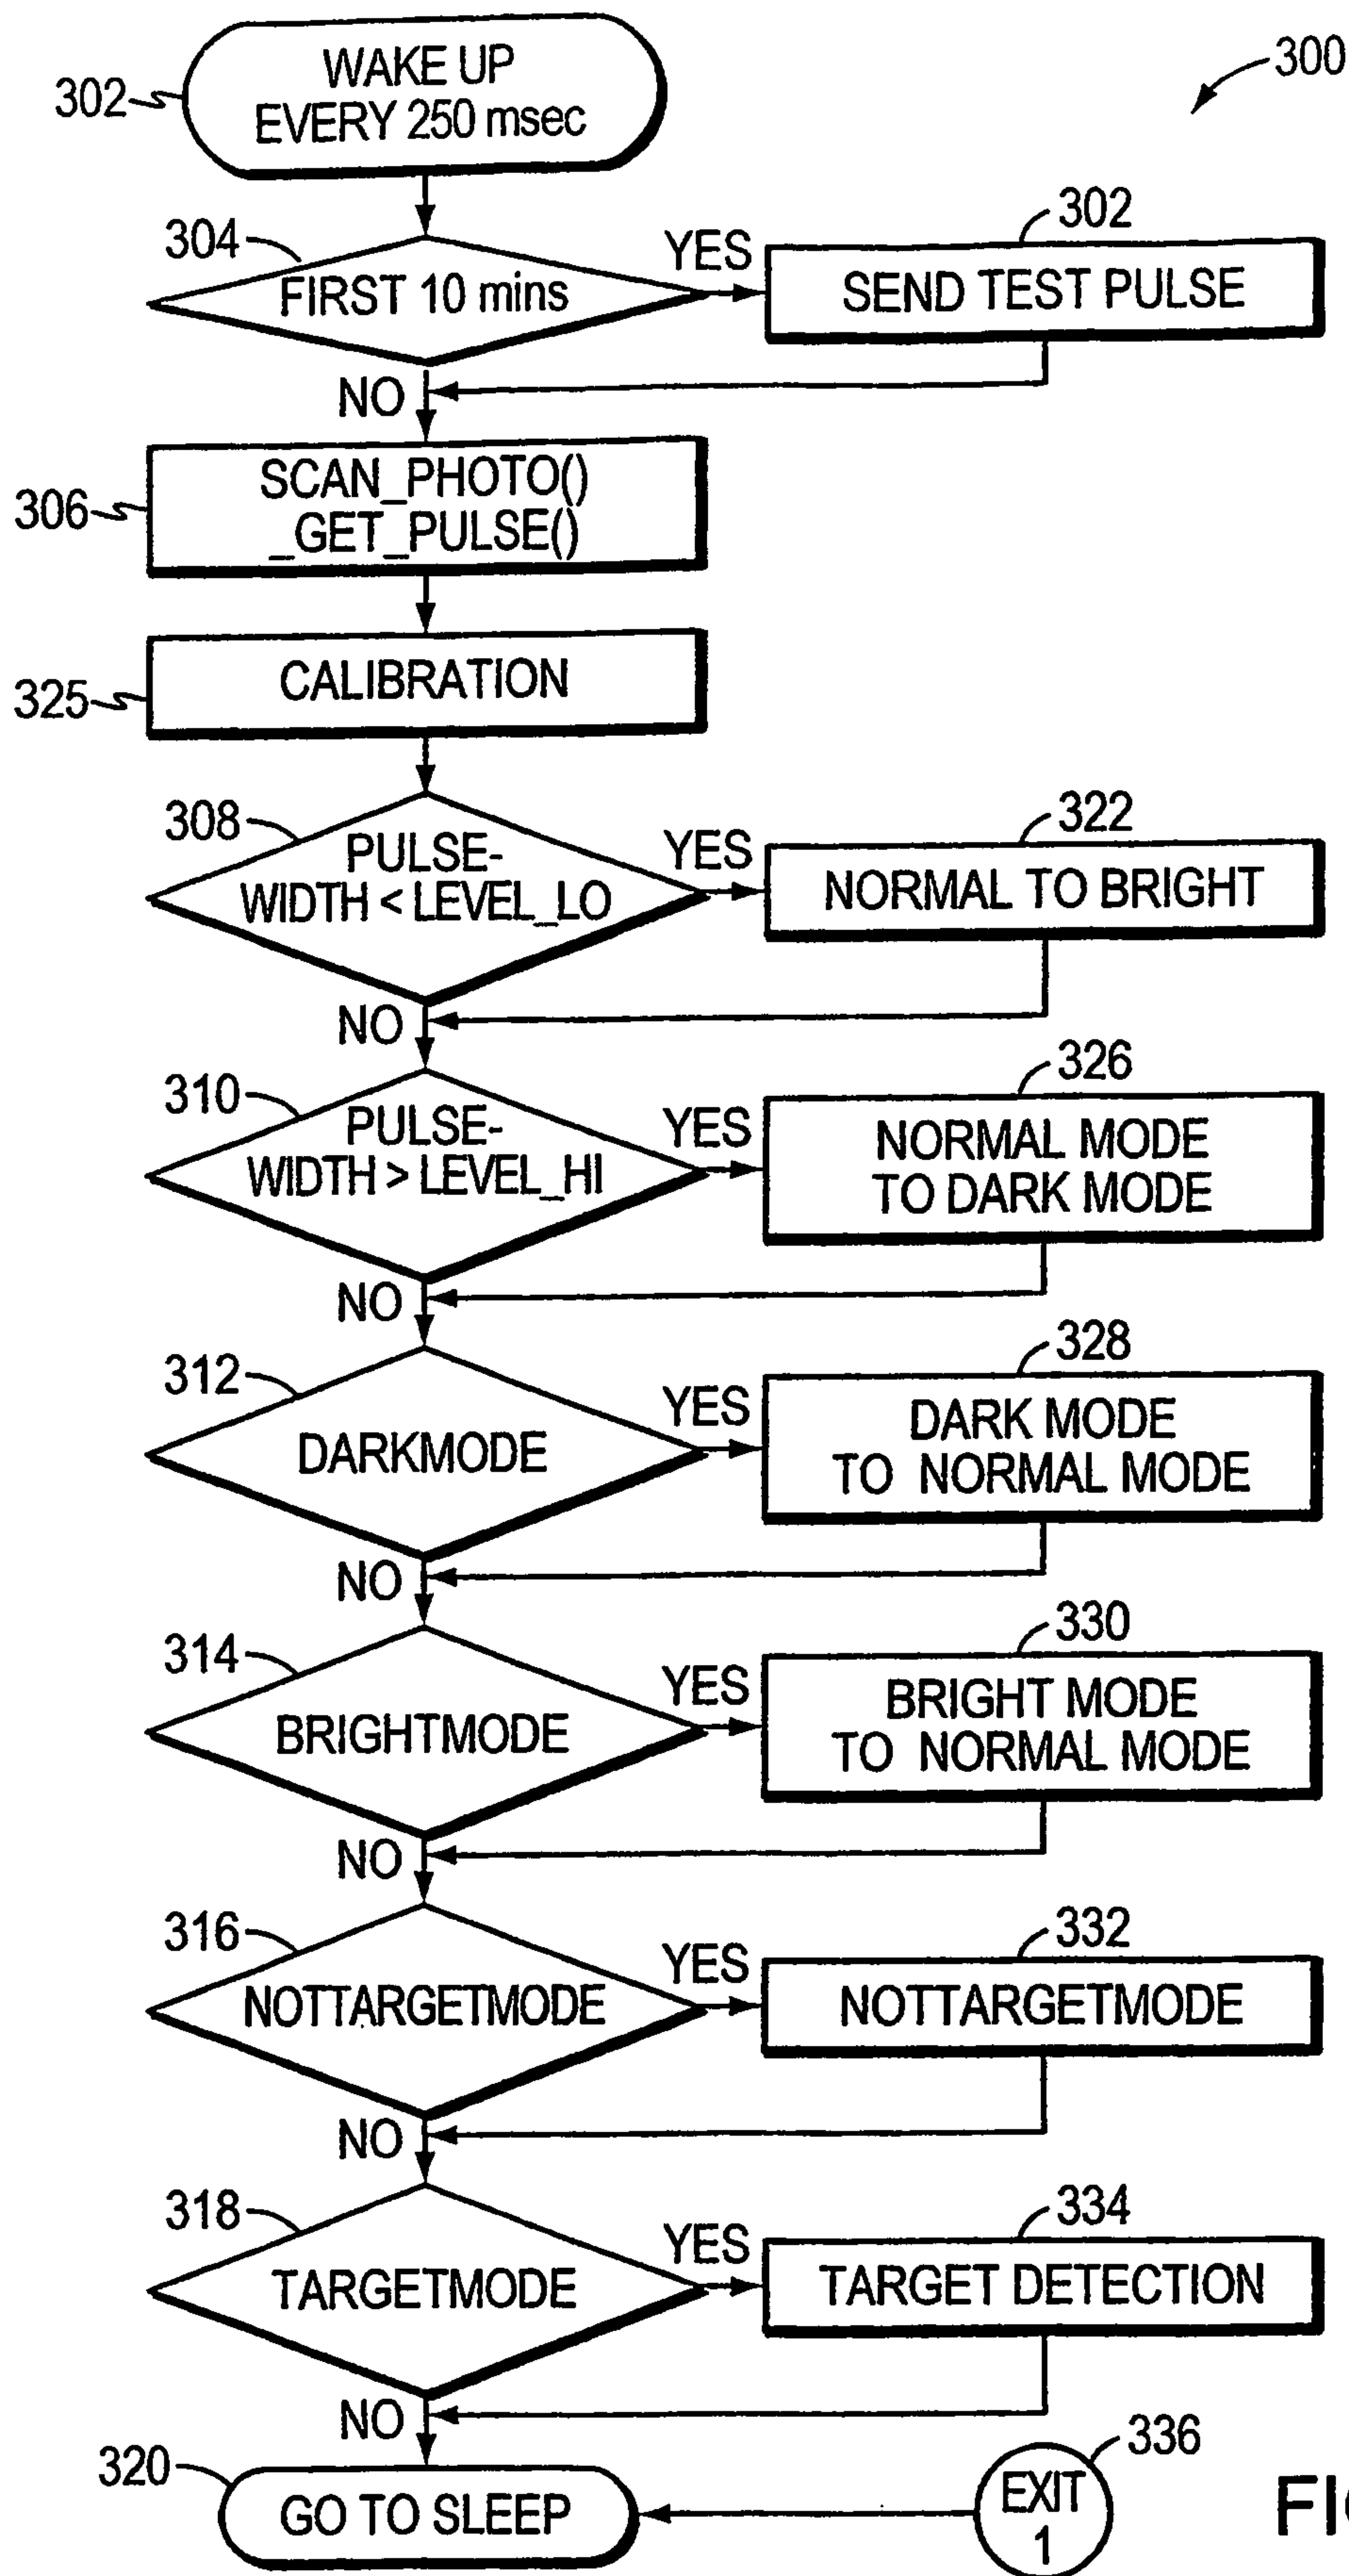 300
302
WAKE UP
EVERY 250 msec
304
FIRST 10 mins
YES
302
SEND TEST PULSE
NO
306
SCAN_PHOTO()
_GET_PULSE()
325
CALIBRATION
308
PULSE-
WIDTH < LEVEL_LO
YES
322
NORMAL TO BRIGHT
NO
310
PULSE-
WIDTH > LEVEL_HI
YES
326
NORMAL MODE
TO DARK MODE
NO
312
DARKMODE
YES
328
DARK MODE
TO NORMAL MODE
NO
314
BRIGHTMODE
YES
330
BRIGHT MODE
TO NORMAL MODE
NO
316
NOTTARGETMODE
YES
332
NOTTARGETMODE
NO
318
TARGETMODE
YES
334
TARGET DETECTION
NO
320
GO TO SLEEP
336
EXIT
1